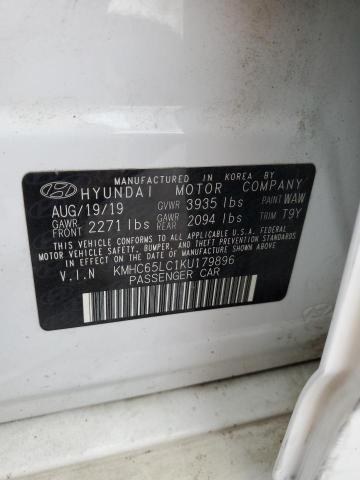 MANUFACTURED IN KOREA BY
HYUNDAI MOTOR COMPANY
AUG/19/19 GVWR 3935 lbs PAINT WAW
GAWR FRONT 2271 lbs GAWR REAR 2094 lbs TRIM T9Y
THIS VEHICLE CONFORMS TO ALL APPLICABLE U.S. FEDERAL
MOTOR VEHICLE SAFETY, BUMPER, AND THEFT PREVENTION
STANDARDS IN EFFECT ON THE DATE OF MANUFACTURE SHOWN ABOVE.
V.I.N KMHC65LC1KU179896
PASSENGER CAR